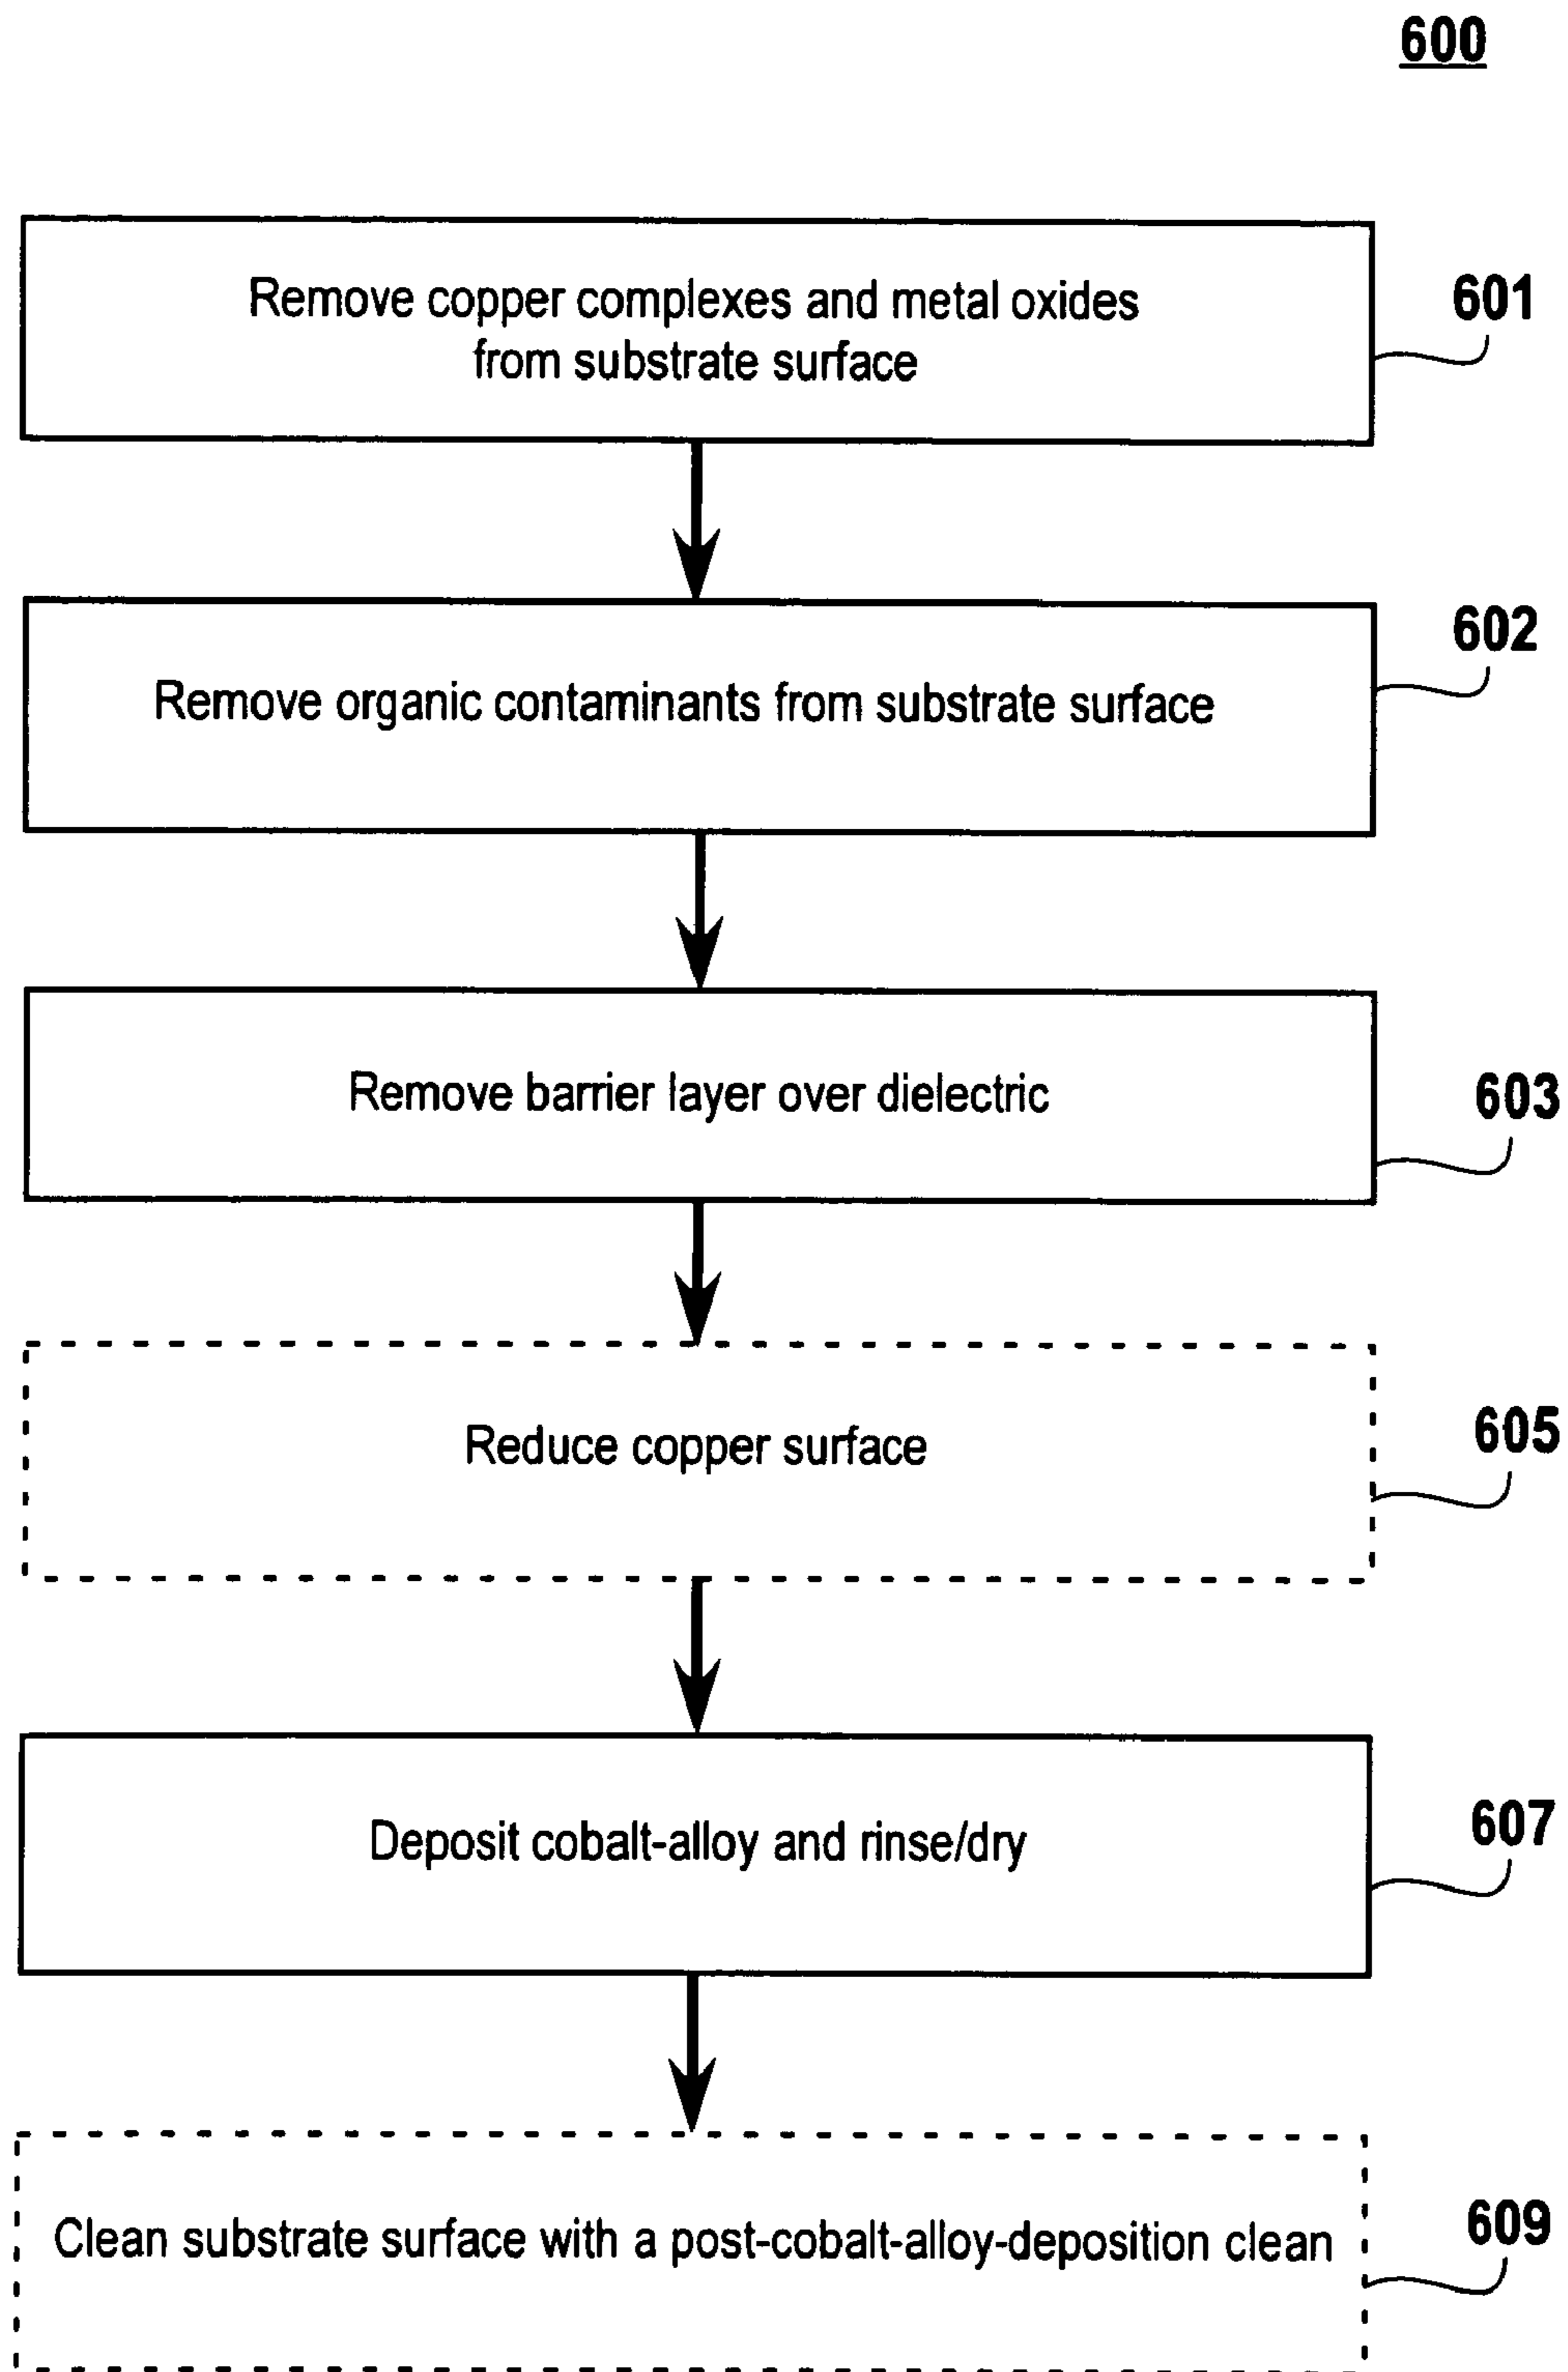 600
Remove copper complexes and metal oxides
from substrate surface
601
Remove organic contaminants from substrate surface
602
Remove barrier layer over dielectric
603
Reduce copper surface
605
Deposit cobalt-alloy and rinse/dry
607
Clean substrate surface with a post-cobalt-alloy-deposition clean
609